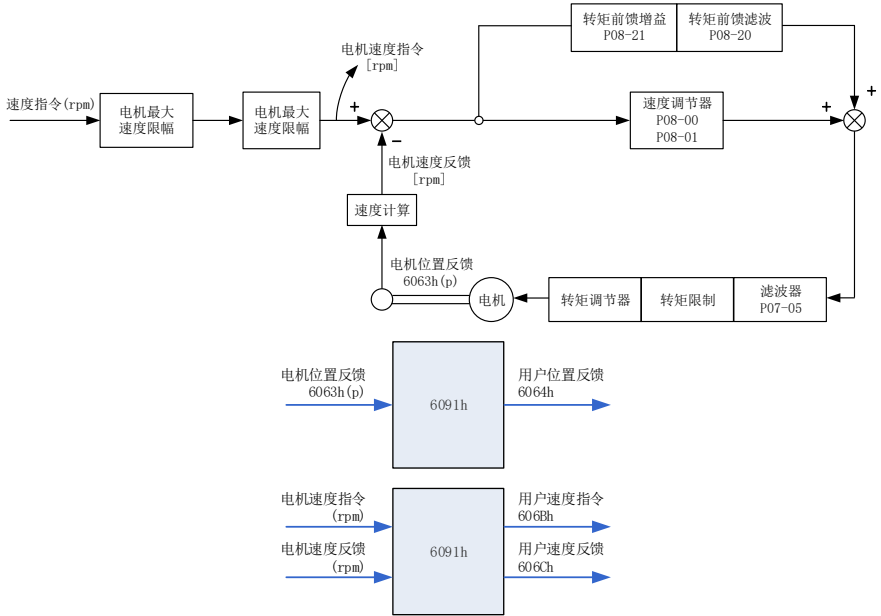 转矩前馈增益
P08-21
转矩前馈滤波
P08-20
电机速度指令
[rpm]
速度指令(rpm)
电机最大
速度限幅
电机最大
速度限幅
+
−
速度调节器
P08-00
P08-01
+
+
电机速度反馈
[rpm]
速度计算
电机位置反馈
6063h(p)
电机
转矩调节器
转矩限制
滤波器
P07-05
电机位置反馈
6063h(p)
6091h
用户位置反馈
6064h
电机速度指令
(rpm)
电机速度反馈
(rpm)
6091h
用户速度指令
606Bh
用户速度反馈
606Ch